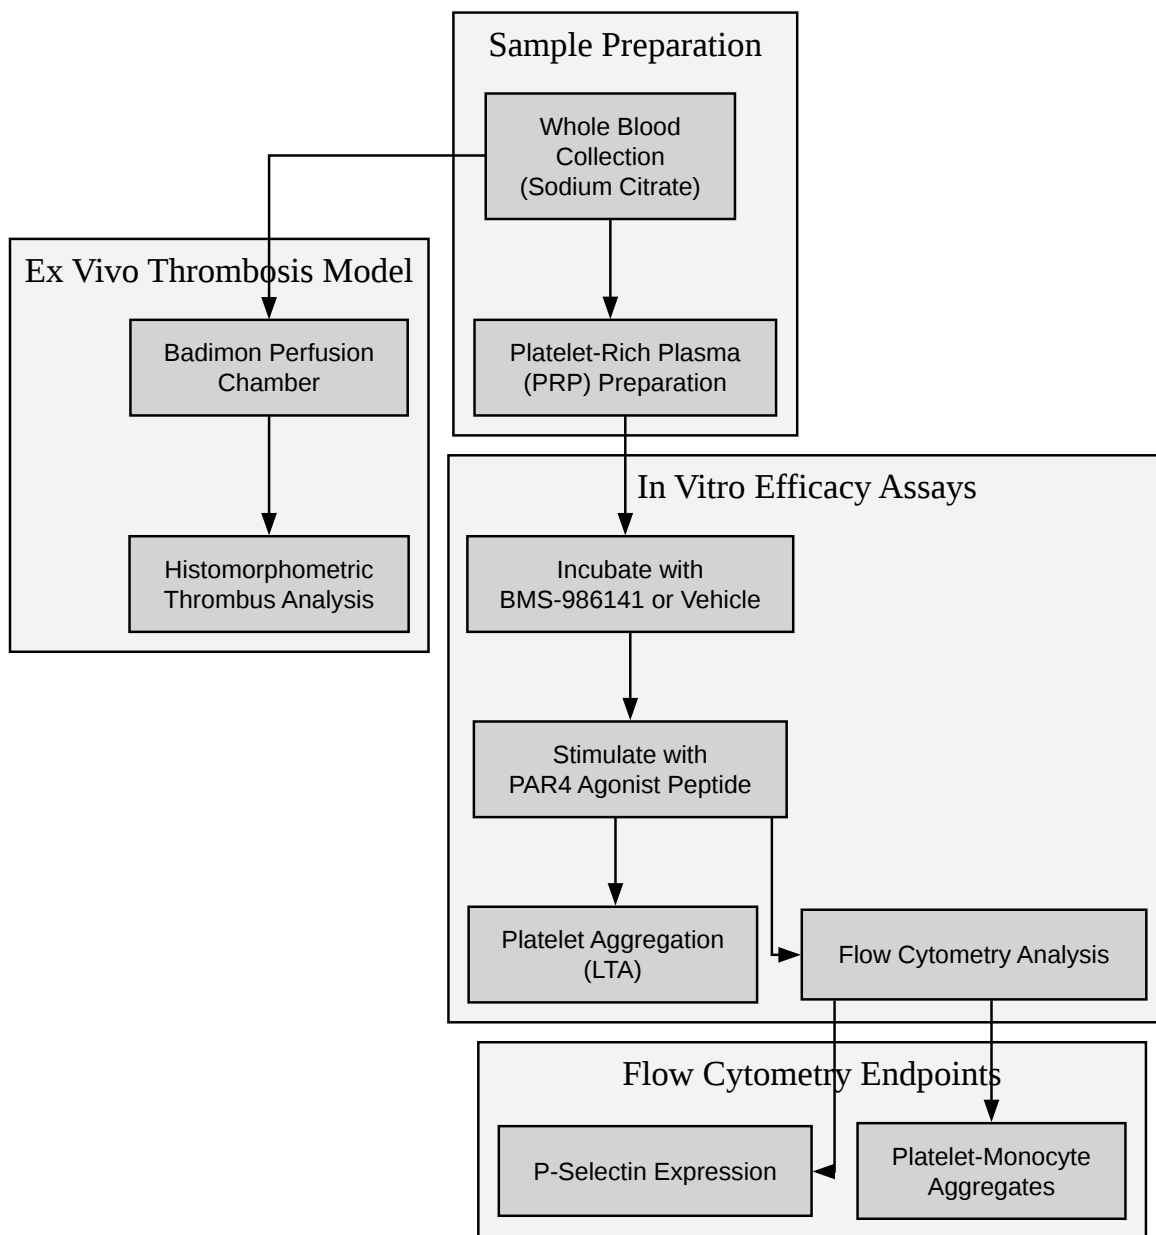 Sample Preparation
Whole Blood
Collection
(Sodium Citrate)
Ex Vivo Thrombosis Model
Badimon Perfusion
Chamber
Platelet-Rich Plasma
(PRP) Preparation
In Vitro Efficacy Assays
Histomorphometric
Thrombus Analysis
Incubate with
BMS-986141 or Vehicle
Stimulate with
PAR4 Agonist Peptide
Platelet Aggregation
(LTA)
Flow Cytometry Analysis
Flow Cytometry Endpoints
P-Selectin Expression
Platelet-Monocyte
Aggregates